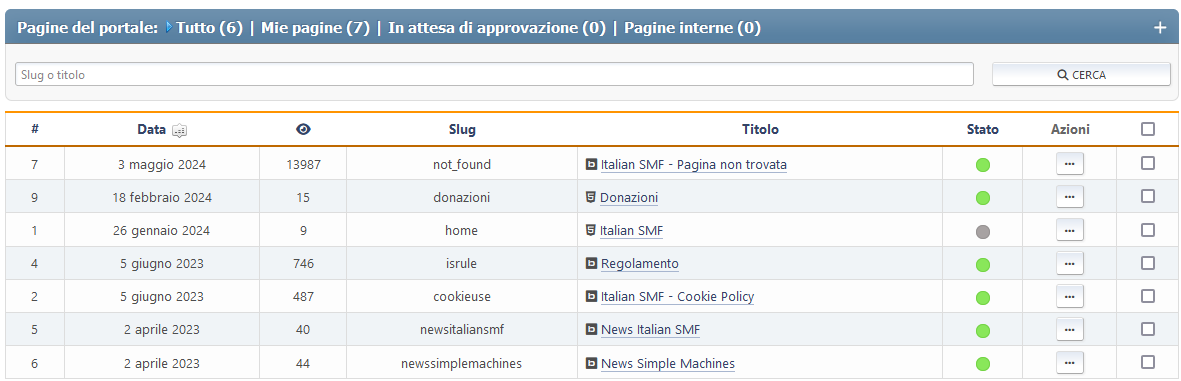 Pagine del portale: Tutto (6) | Mie pagine (7) | In attesa di approvazione (0) | Pagine interne (0)
Slug o titolo CERCA
# Data Slug Titolo Stato Azioni
7 3 maggio 2024 13987 not_found Italian SMF - Pagina non trovata
9 18 febbraio 2024 15 donazioni Donazioni
1 26 gennaio 2024 9 home Italian SMF
4 5 giugno 2023 746 isrule Regolamento
2 5 giugno 2023 487 cookieuse Italian SMF - Cookie Policy
5 2 aprile 2023 40 newsitaliansmf News Italian SMF
6 2 aprile 2023 44 newssimplemachines News Simple Machines